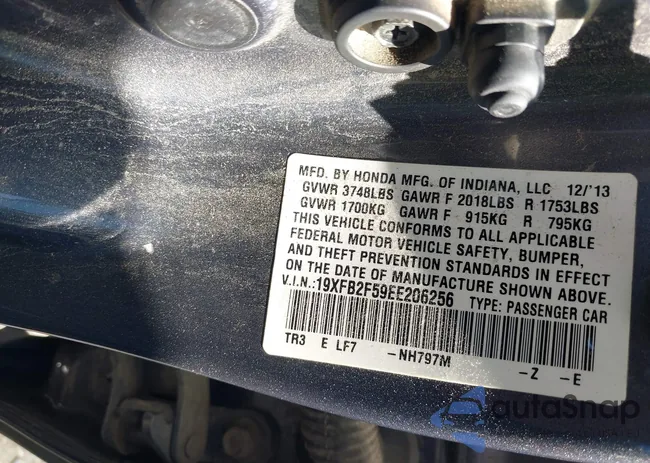 MFD. BY HONDA MFG. OF INDIANA, LLC 12/'13
GVWR 3748LBS GAWR F 2018LBS R 1753LBS
GVWR 1700KG GAWR F 915KG R 795KG
THIS VEHICLE CONFORMS TO ALL APPLICABLE
FEDERAL MOTOR VEHICLE SAFETY, BUMPER,
AND THEFT PREVENTION STANDARDS IN EFFECT
ON THE DATE OF MANUFACTURE SHOWN ABOVE.
V.I.N.:19XFB2F59EE206256 TYPE: PASSENGER CAR
TR3 E LF7 -NH797M -Z -E
autoSnap